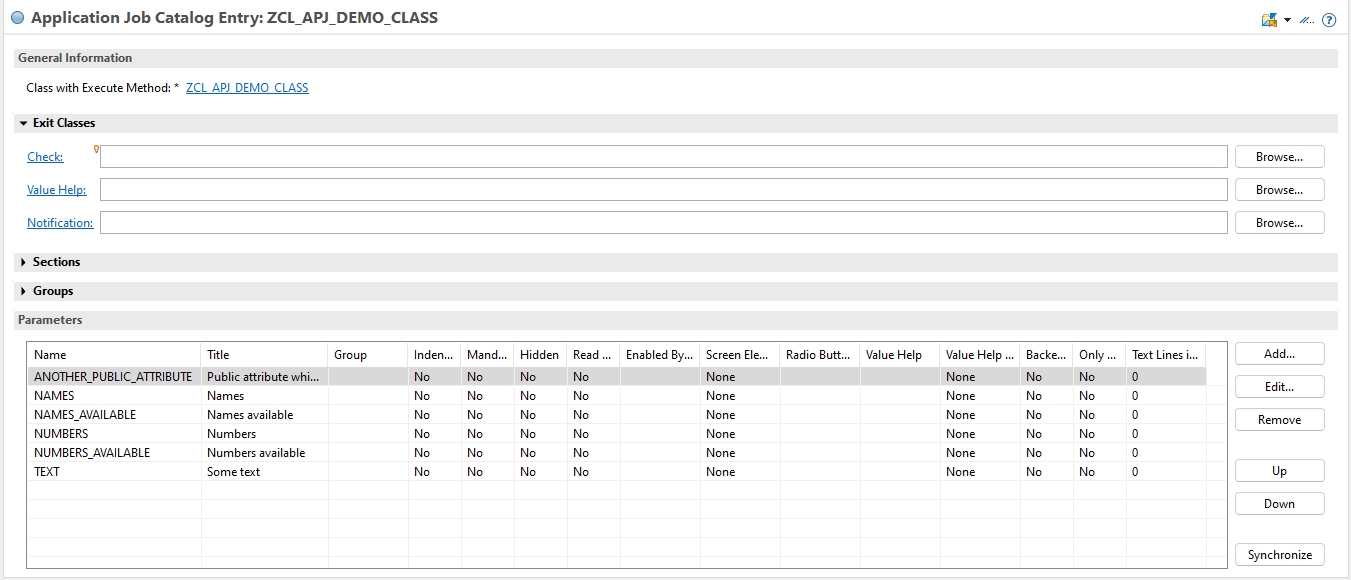 Application Job Catalog Entry: ZCL_APJ_DEMO_CLASS
General Information
Class with Execute Method: * ZCL_APJ_DEMO_CLASS
Exit Classes
Check: Browse...
Value Help: Browse...
Notification: Browse...
Sections
Groups
Parameters
Name Title Group Inden... Mand... Hidden Read ... Enabled By... Screen Ele... Radio Butt... Value Help Value Help ... Backe... Only ... Text Lines i... Add...
ANOTHER_PUBLIC_ATTRIBUTE Public attribute whi... No No No No None None No No 0
NAMES Names No No No No None None No No 0 Edit...
NAMES_AVAILABLE Names available No No No No None None No No 0 Remove
NUMBERS Numbers No No No No None None No No 0
NUMBERS_AVAILABLE Numbers available No No No No None None No No 0
TEXT Some text No No No No None None No No 0 Up
Down
Synchronize